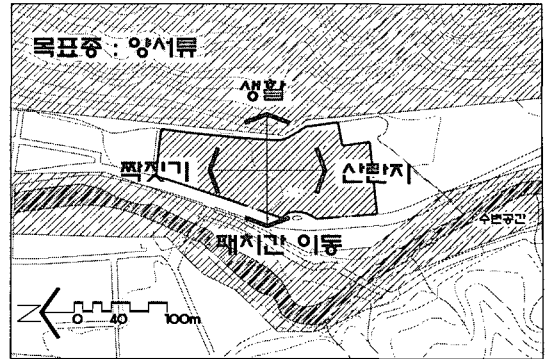 목표종 : 양서류
생활
짝짓기
산란지
수변공간
패치간 이동
0 40 100m